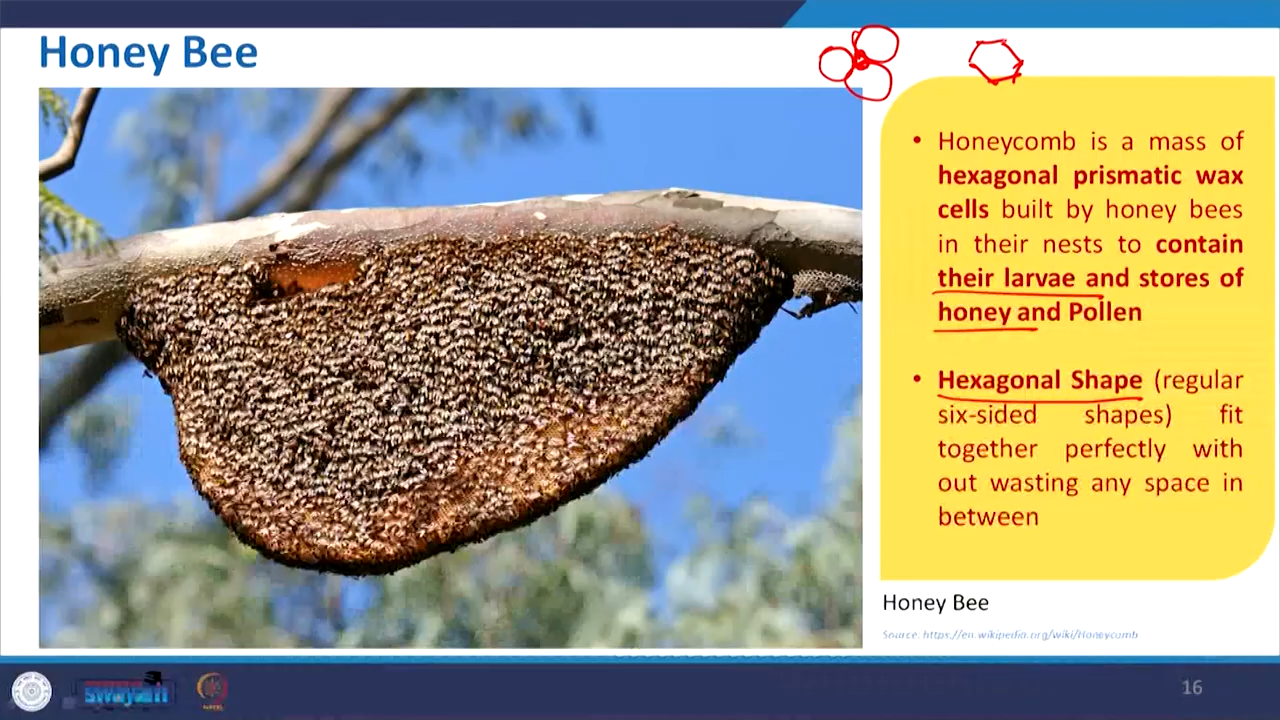 Honey Bee
• Honeycomb is a mass of
hexagonal prismatic wax
cells built by honey bees
in their nests to contain
their larvae and stores of
honey and Pollen
• Hexagonal Shape (regular
six-sided shapes) fit
together perfectly with
out wasting any space in
between
Honey Bee
Source: https://en.wikipedia.org/wiki/Honeycomb
swayam
16